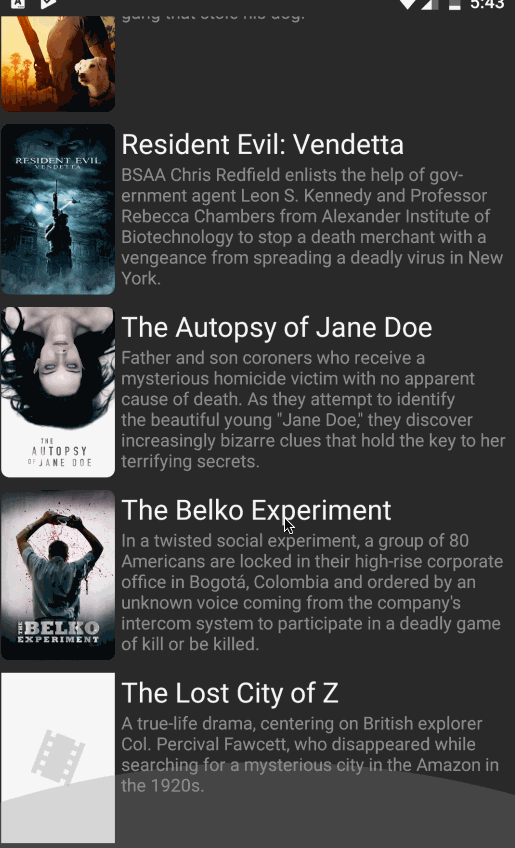 5:43
gang that stole his dog.
RESIDENT EVIL
VENDETTA
Resident Evil: Vendetta
BSAA Chris Redfield enlists the help of gov-
ernment agent Leon S. Kennedy and Professor
Rebecca Chambers from Alexander Institute of
Biotechnology to stop a death merchant with a
vengeance from spreading a deadly virus in New
York.
THE
AUTOPSY
OF JANE DOE
The Autopsy of Jane Doe
Father and son coroners who receive a
mysterious homicide victim with no apparent
cause of death. As they attempt to identify
the beautiful young "Jane Doe," they discover
increasingly bizarre clues that hold the key to her
terrifying secrets.
THE BELKO
EXPERIMENT
The Belko Experiment
In a twisted social experiment, a group of 80
Americans are locked in their high-rise corporate
office in Bogotá, Colombia and ordered by an
unknown voice coming from the company's
intercom system to participate in a deadly game
of kill or be killed.
The Lost City of Z
A true-life drama, centering on British explorer
Col. Percival Fawcett, who disappeared while
searching for a mysterious city in the Amazon in
the 1920s.